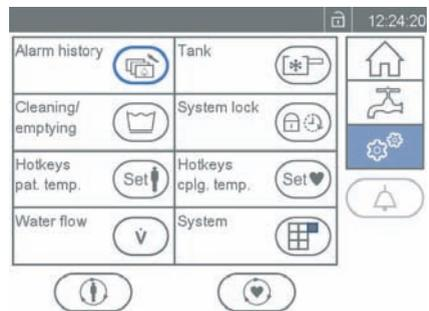 12:24:20
Alarm history
Tank
Cleaning/
emptying
System lock
Hotkeys
pat. temp.
Set
Hotkeys
cplg. temp.
Set
Water flow
V̇
System